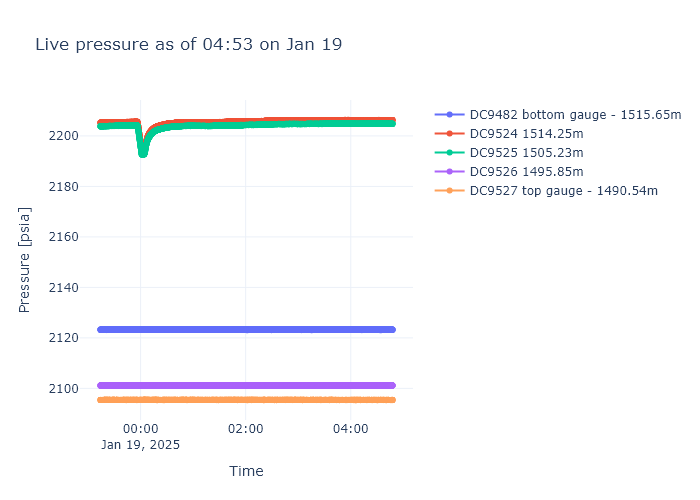 Live pressure as of 04:53 on Jan 19
DC9482 bottom gauge - 1515.65m
DC9524 1514.25m
DC9525 1505.23m
DC9526 1495.85m
DC9527 top gauge - 1490.54m
Pressure [psia]
2200
2180
2160
2140
2120
2100
00:00 02:00 04:00
Jan 19, 2025
Time